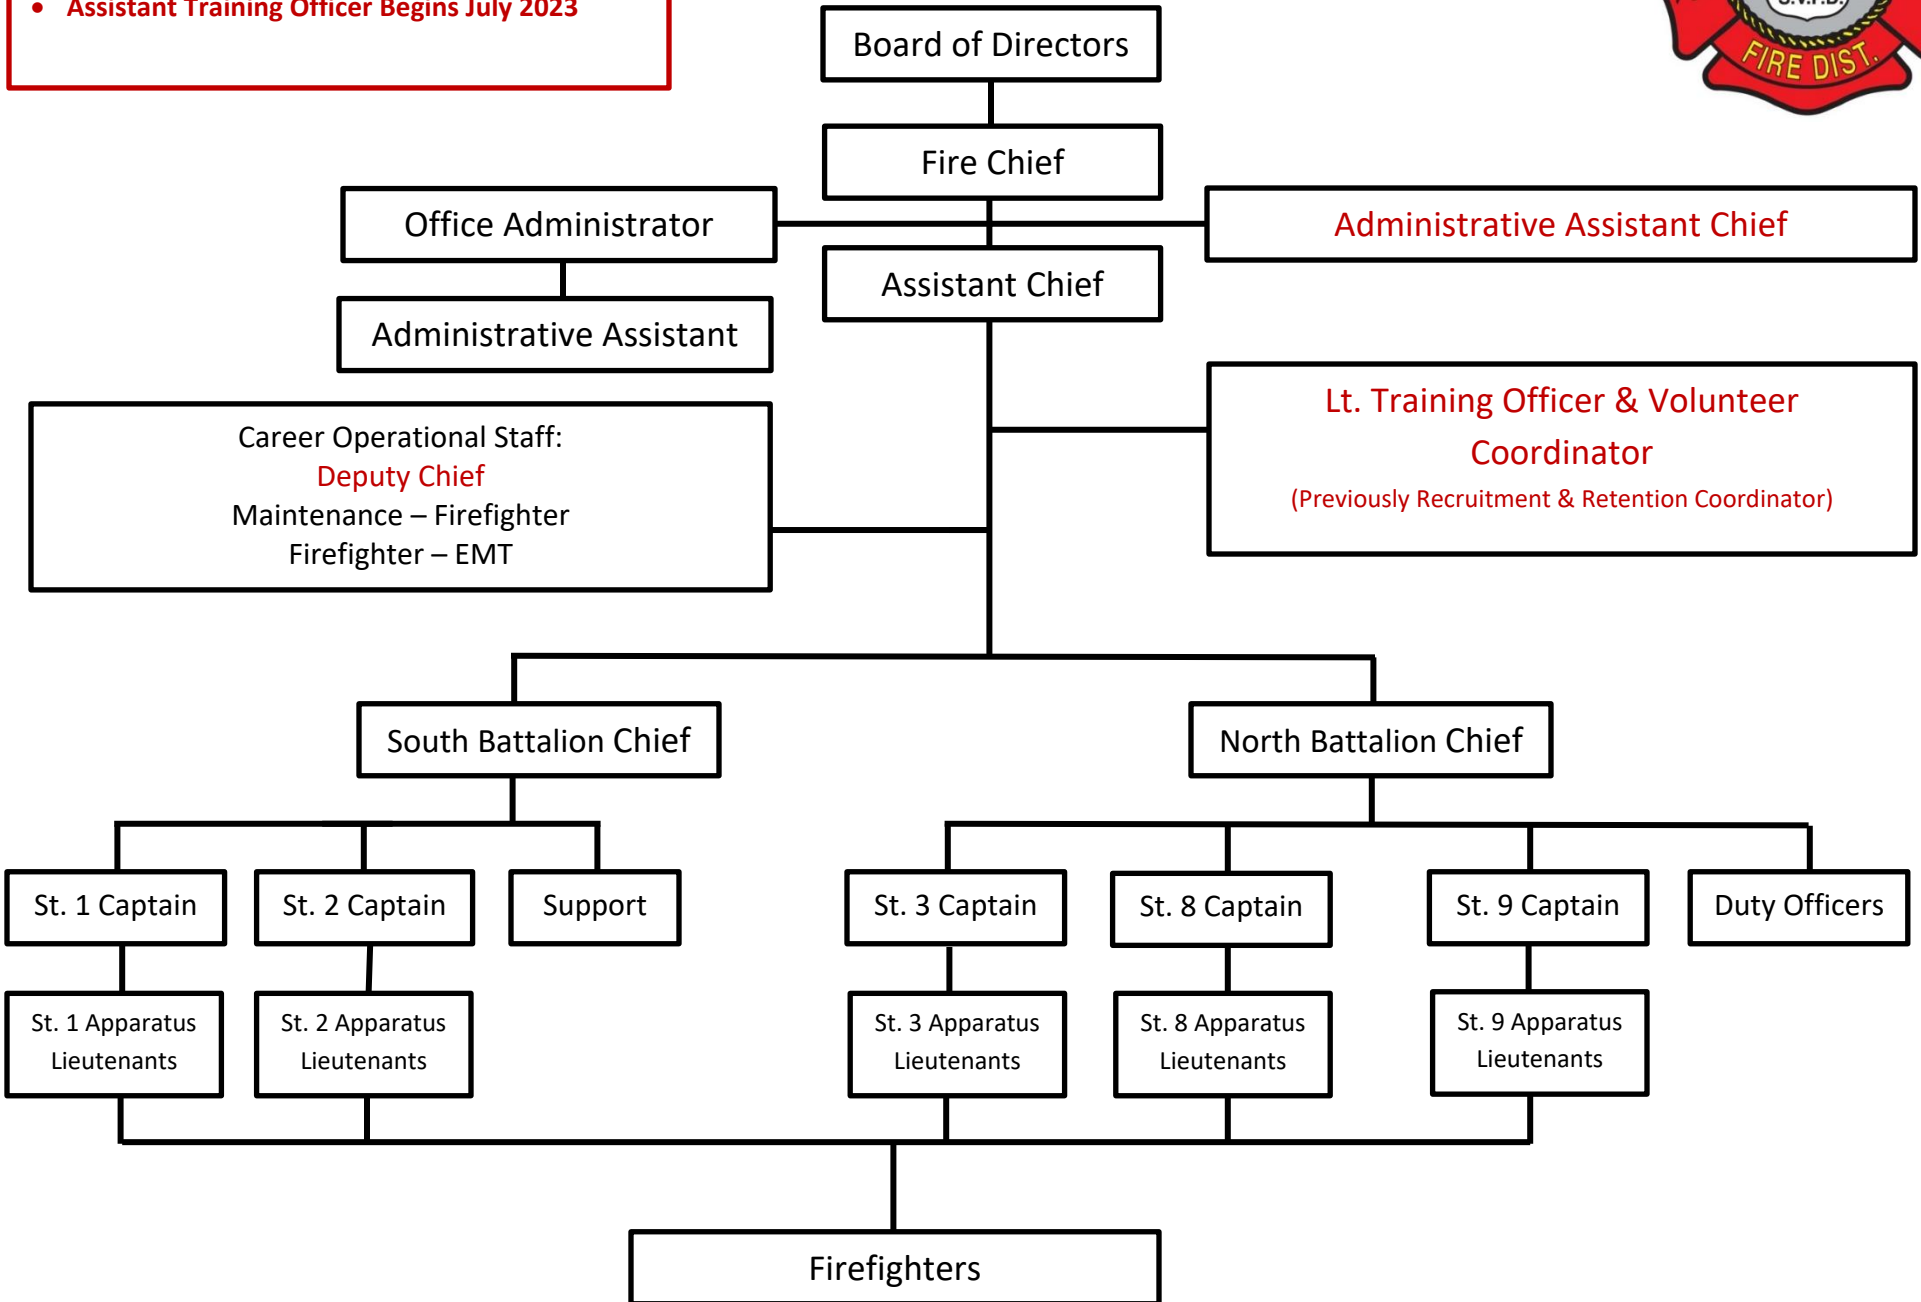 • Assistant Training Officer Begins July 2023
S.V.F.D.
FIRE DIST.
Board of Directors
Fire Chief
Office Administrator
Administrative Assistant Chief
Assistant Chief
Administrative Assistant
Career Operational Staff:
Deputy Chief
Maintenance – Firefighter
Firefighter – EMT
Lt. Training Officer & Volunteer
Coordinator
(Previously Recruitment & Retention Coordinator)
South Battalion Chief
North Battalion Chief
St. 1 Captain
St. 2 Captain
Support
St. 3 Captain
St. 8 Captain
St. 9 Captain
Duty Officers
St. 1 Apparatus
Lieutenants
St. 2 Apparatus
Lieutenants
St. 3 Apparatus
Lieutenants
St. 8 Apparatus
Lieutenants
St. 9 Apparatus
Lieutenants
Firefighters